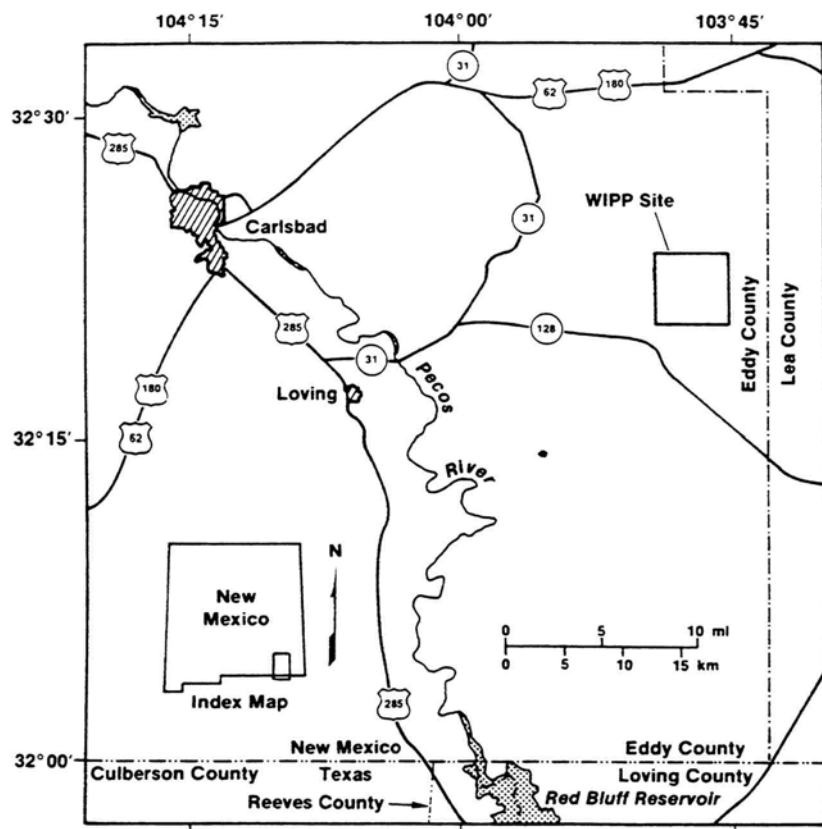 104°15′ 104°00′ 103°45′
31
62 180
32°30′
285
31
WIPP Site
Carlsbad
285
31
128
Eddy County
Lea County
Pecos
Loving
180
32°15′
62
River
N
New
Mexico
0 5 10 mi
0 5 10 15 km
Index Map
285
New Mexico
Eddy County
32°00′
Culberson County
Texas
Loving County
Reeves County
Red Bluff Reservoir